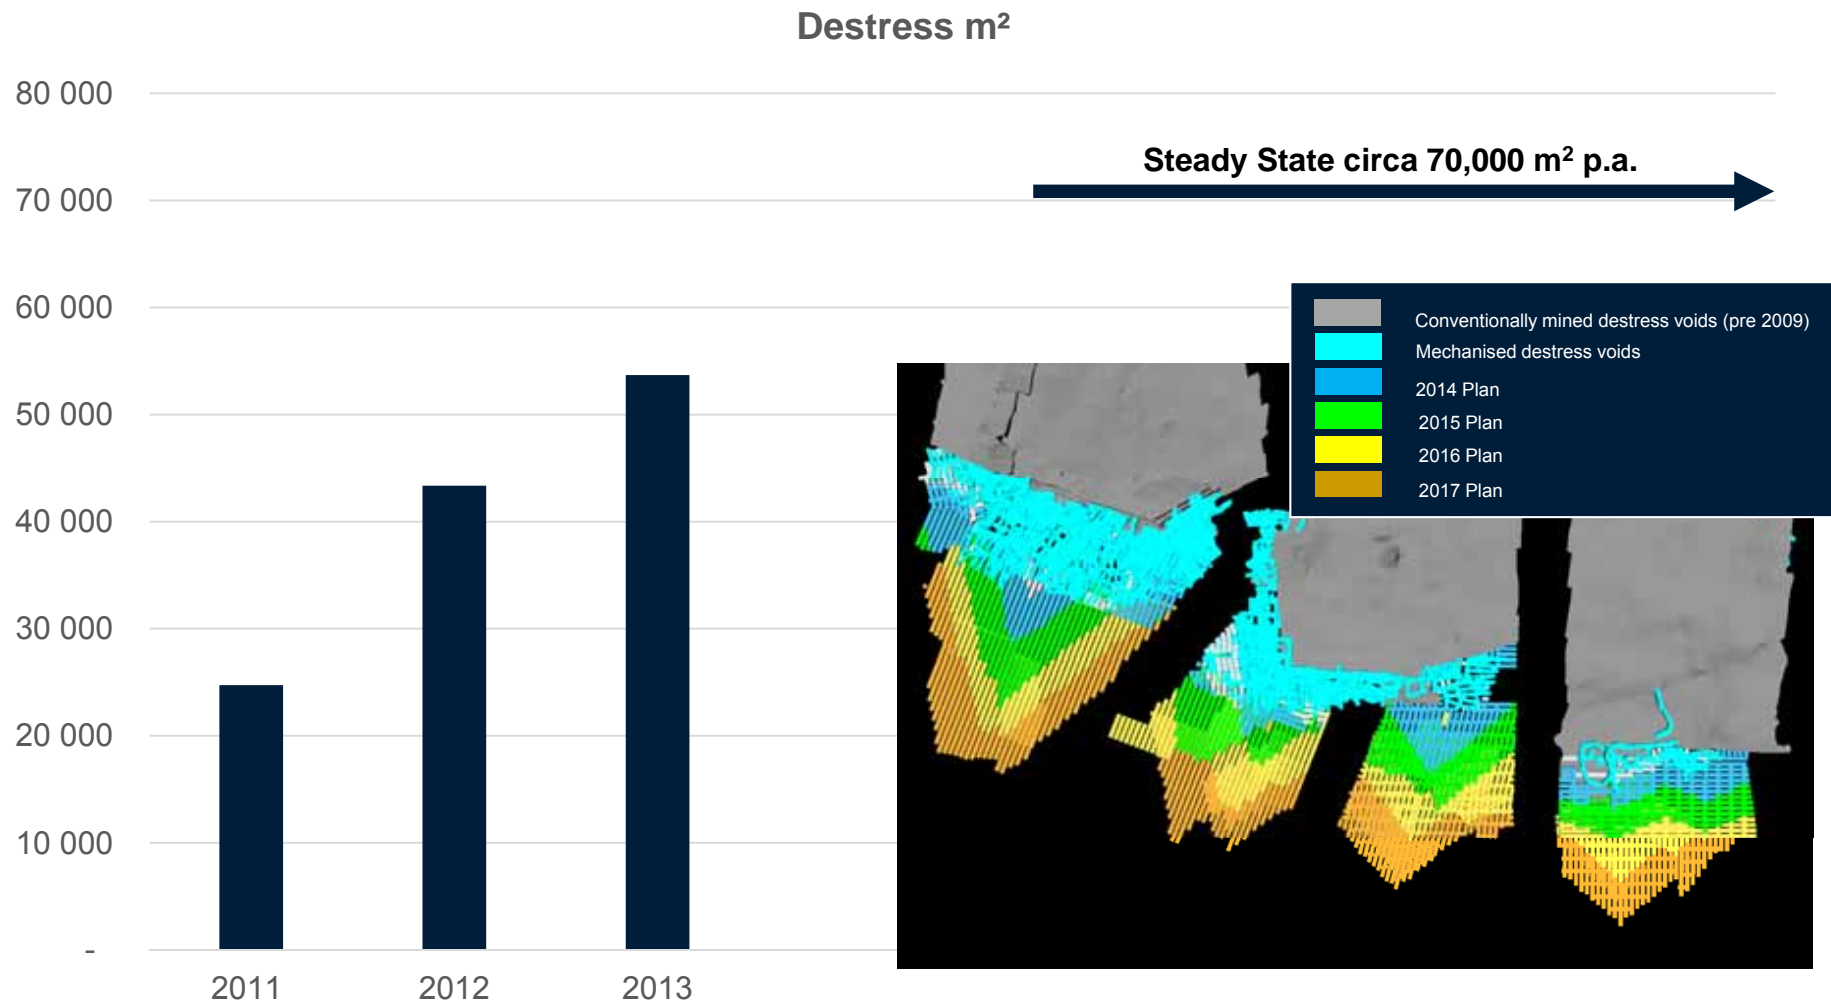 Destress m²
80 000
Steady State circa 70,000 m² p.a.
70 000
60 000
Conventionally mined destress voids (pre 2009)
Mechanised destress voids
2014 Plan
2015 Plan
2016 Plan
2017 Plan
50 000
40 000
30 000
20 000
10 000
-
2011
2012
2013